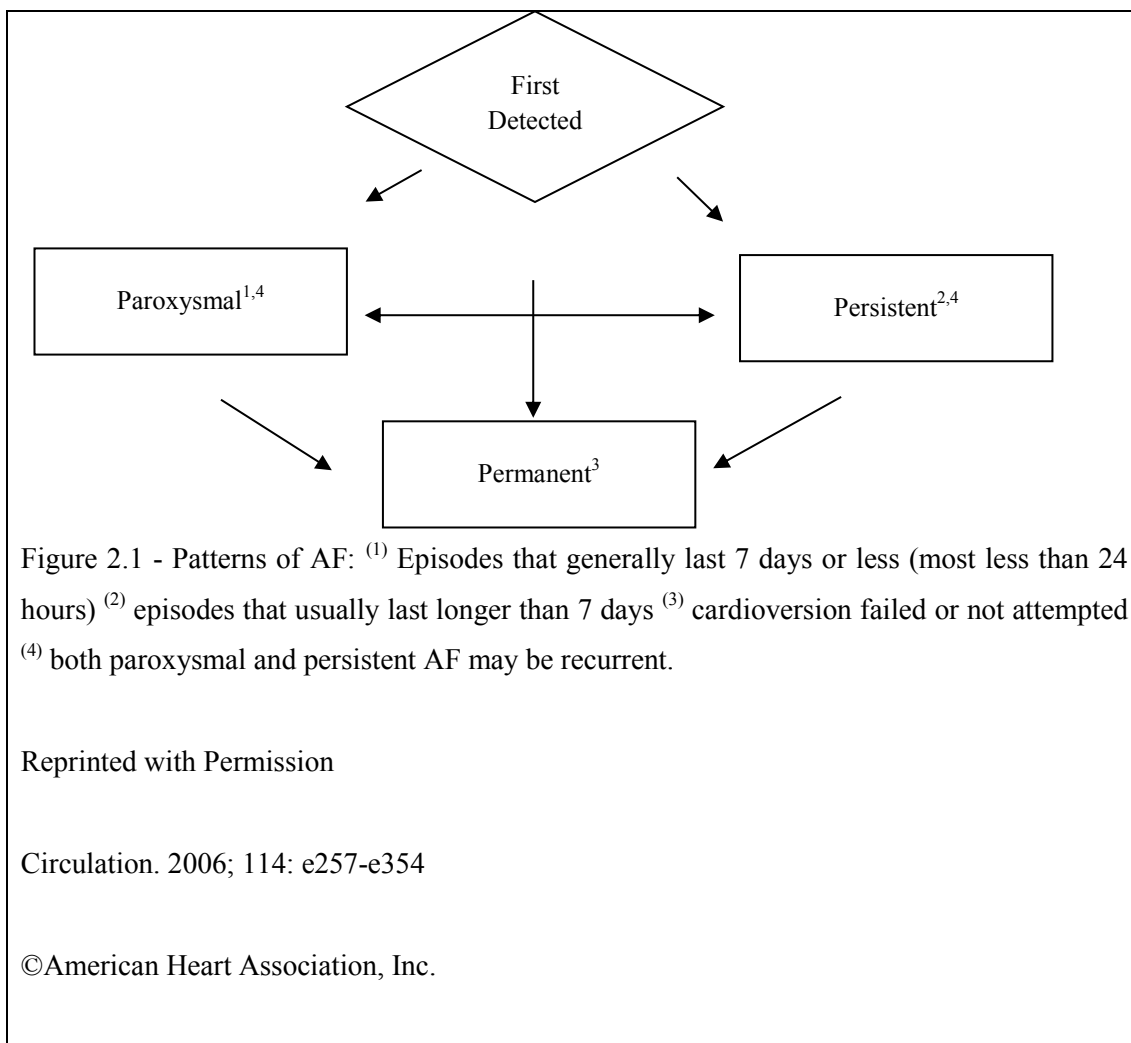 First
Detected
Paroxysmal1,4
Persistent2,4
Permanent3
Figure 2.1 - Patterns of AF: (1) Episodes that generally last 7 days or less (most less than 24
hours) (2) episodes that usually last longer than 7 days (3) cardioversion failed or not attempted
(4) both paroxysmal and persistent AF may be recurrent.
Reprinted with Permission
Circulation. 2006; 114: e257-e354
©American Heart Association, Inc.